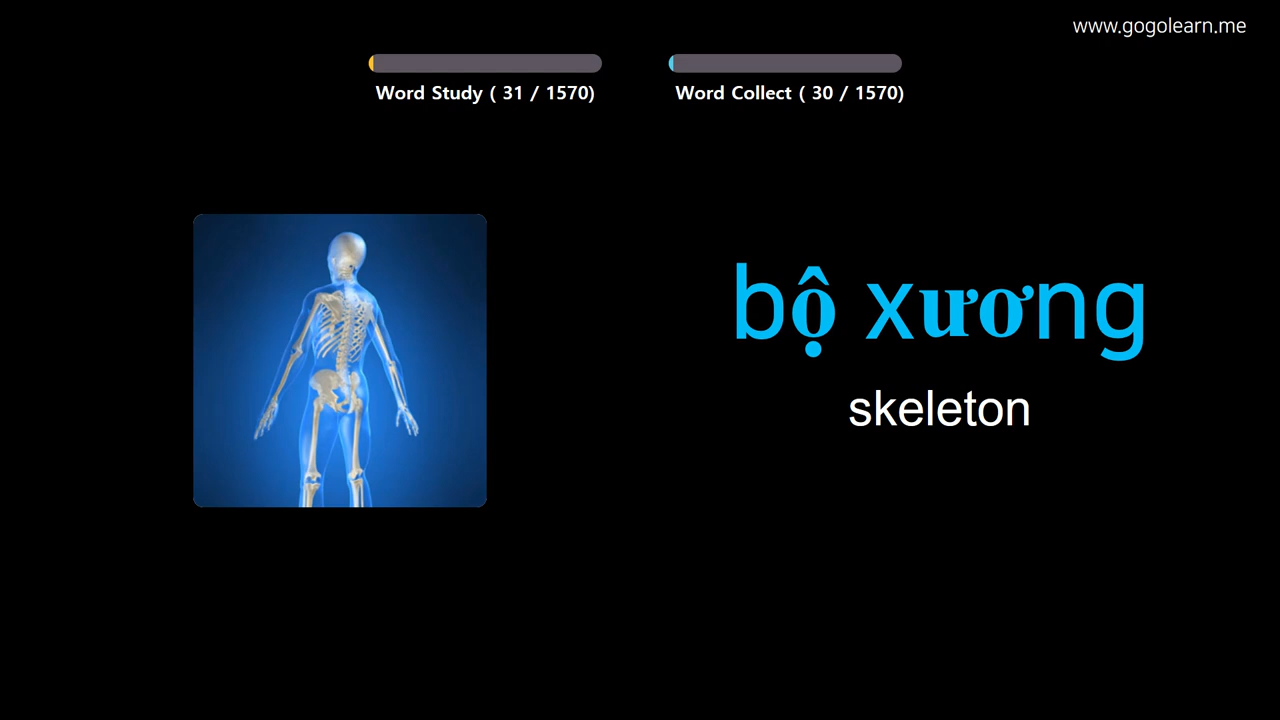 www.gogolearn.me
Word Study ( 31 / 1570)
Word Collect ( 30 / 1570)
bộ xương
skeleton